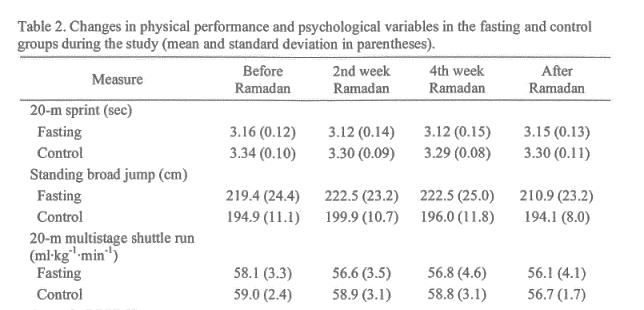 Table 2. Changes in physical performance and psychological variables in the fasting and control
groups during the study (mean and standard deviation in parentheses).
Measure Before Ramadan 2nd week Ramadan 4th week Ramadan After Ramadan
20-m sprint (sec)
Fasting 3.16 (0.12) 3.12 (0.14) 3.12 (0.15) 3.15 (0.13)
Control 3.34 (0.10) 3.30 (0.09) 3.29 (0.08) 3.30 (0.11)
Standing broad jump (cm)
Fasting 219.4 (24.4) 222.5 (23.2) 222.5 (25.0) 210.9 (23.2)
Control 194.9 (11.1) 199.9 (10.7) 196.0 (11.8) 194.1 (8.0)
20-m multistage shuttle run
(ml·kg⁻¹·min⁻¹)
Fasting 58.1 (3.3) 56.6 (3.5) 56.8 (4.6) 56.1 (4.1)
Control 59.0 (2.4) 58.9 (3.1) 58.8 (3.1) 56.7 (1.7)